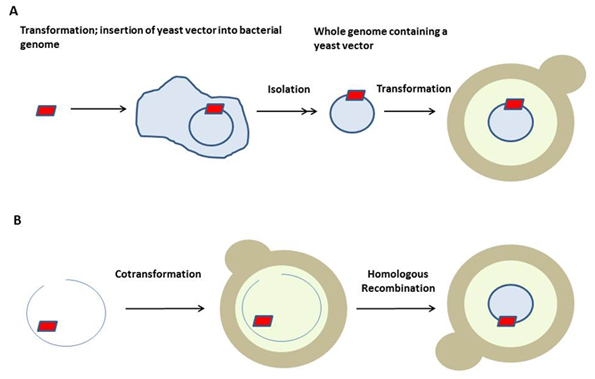 A
Transformation; insertion of yeast vector into bacterial
genome
Whole genome containing a
yeast vector
Isolation
Transformation
B
Cotransformation
Homologous
Recombination